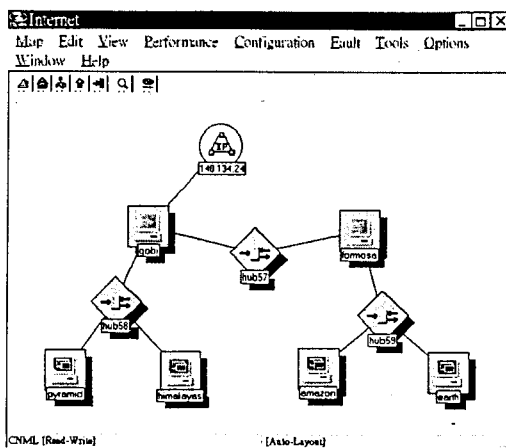 Internet
Map Edit View Performance Configuration Fault Tools Options
Window Help
IP
148 134.24
gobi
hub57
formosa
hub58
hub59
pyramid
himalayas
amazon
earth
CNML [Read-Write]
[Auto-Layout]